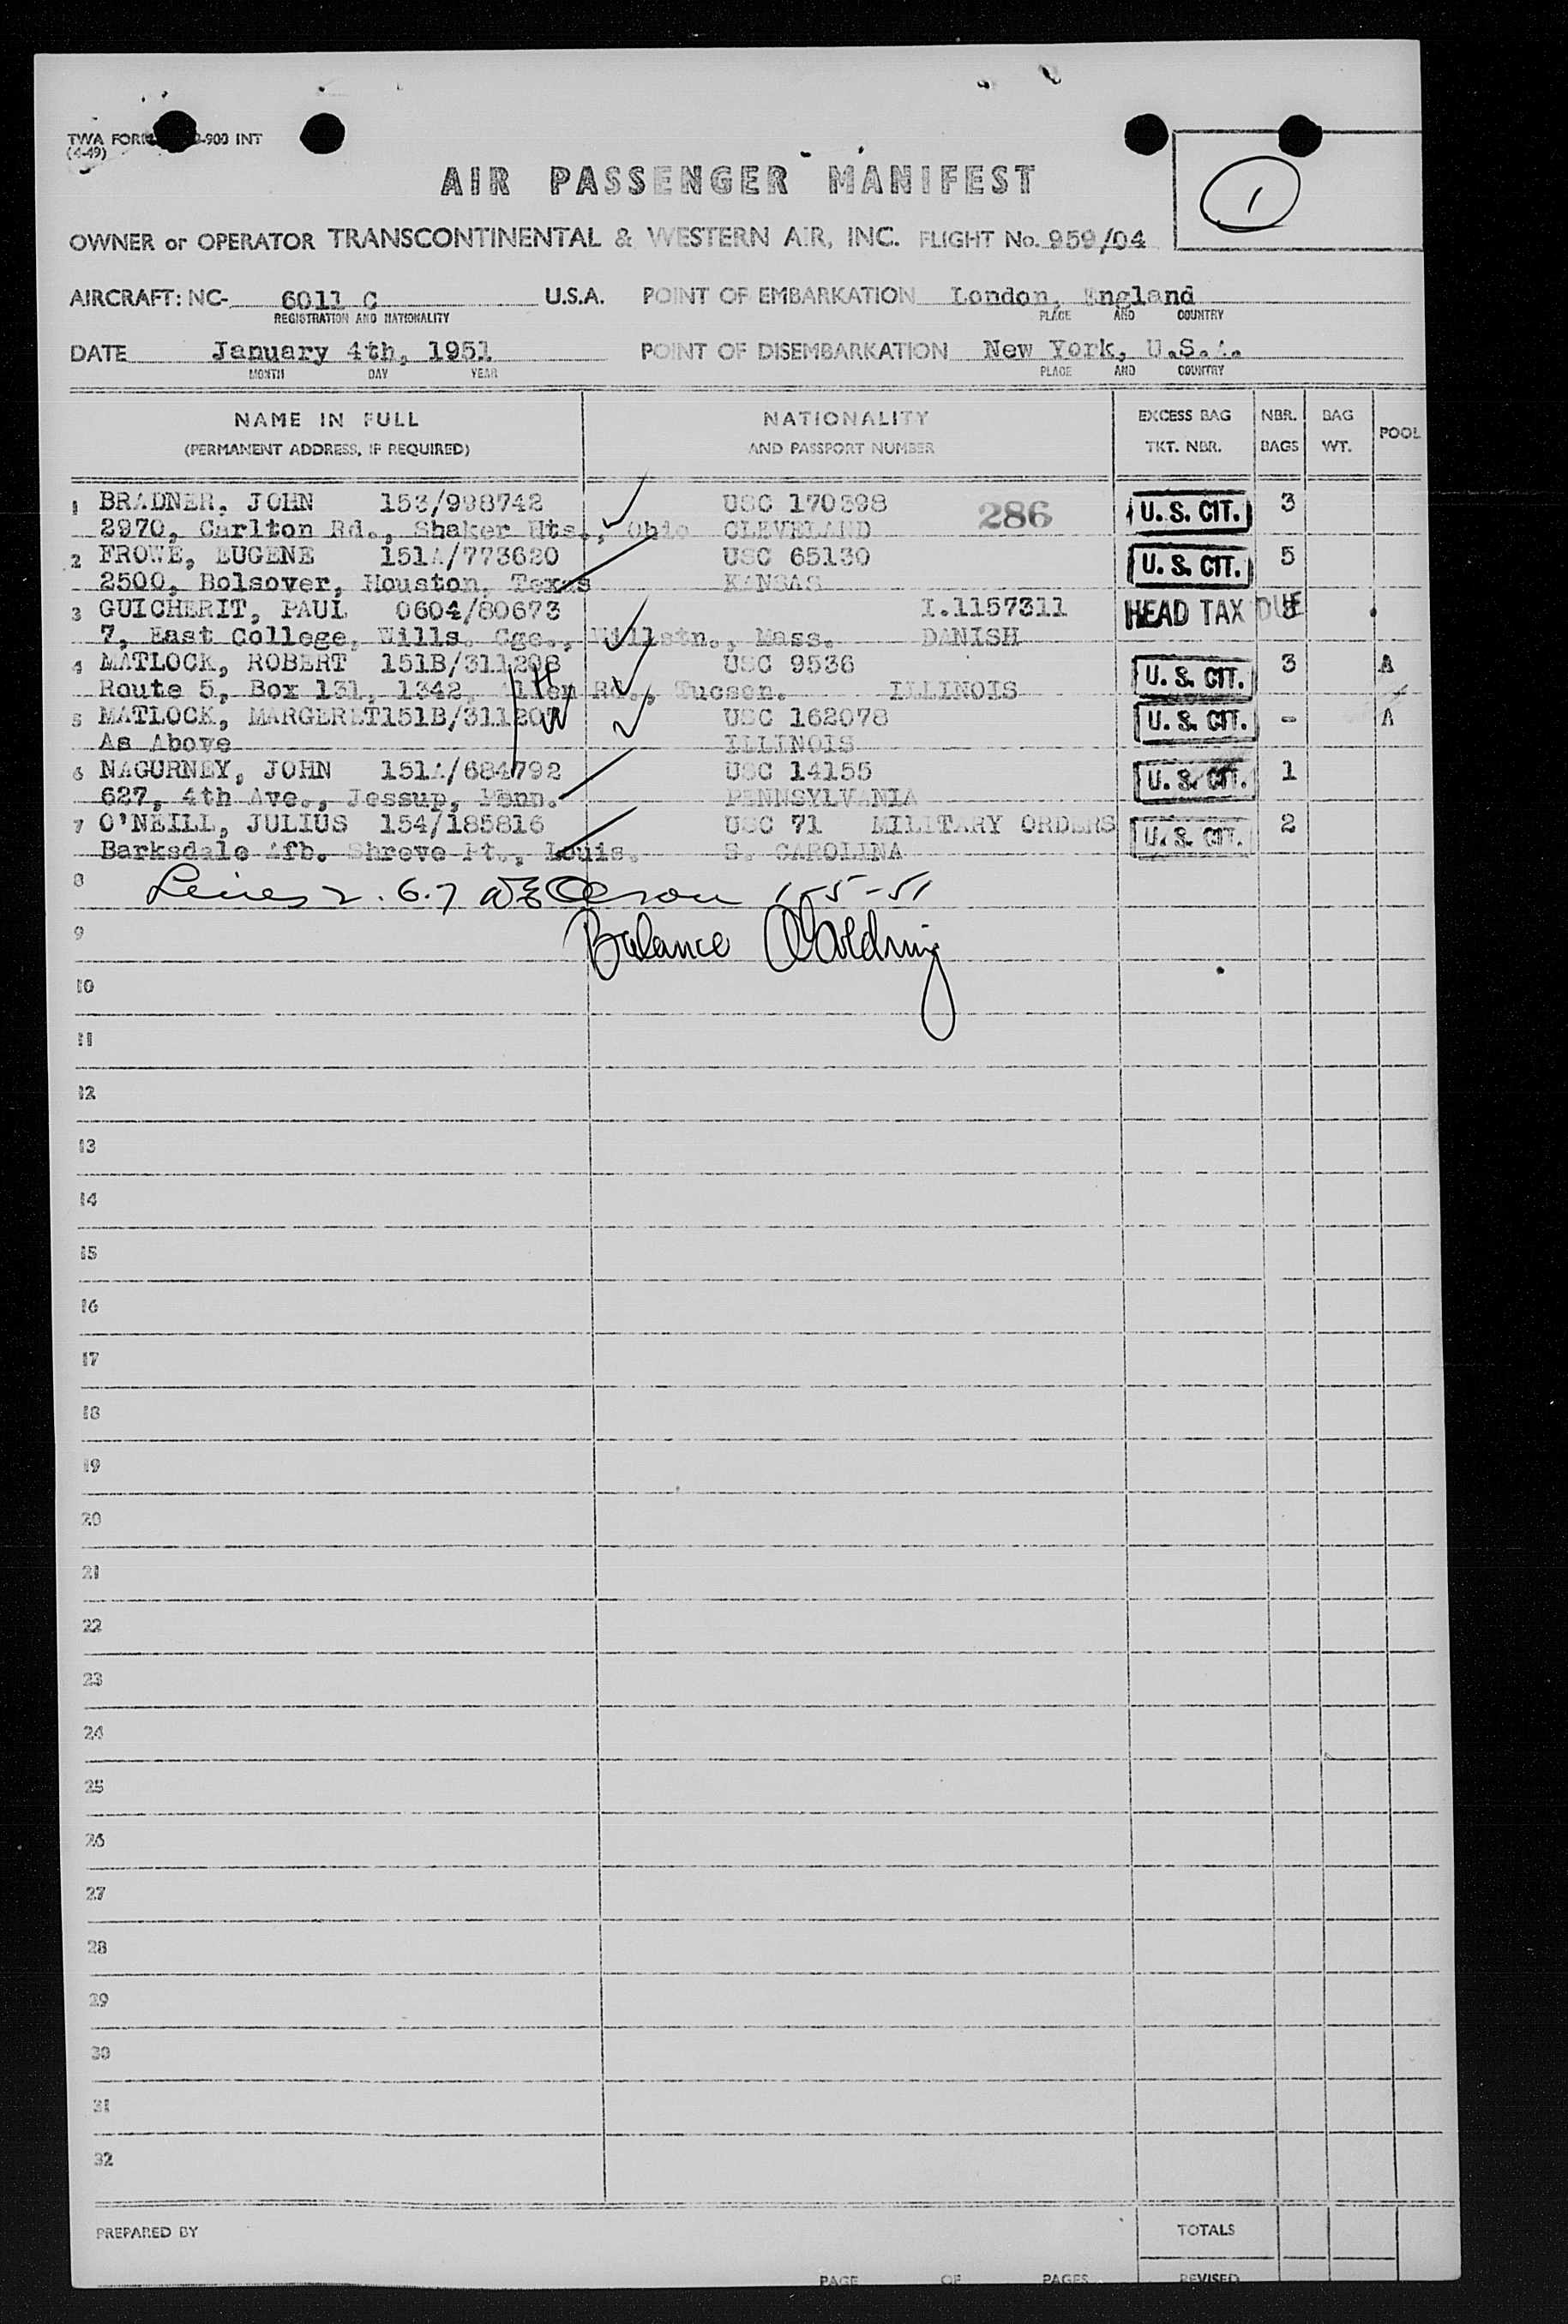 TWA FORM -900 INT
(4-49)
1
AIR PASSENGER MANIFEST
OWNER or OPERATOR TRANSCONTINENTAL & WESTERN AIR, INC. FLIGHT No. 959/04
AIRCRAFT: NC- 6011 C U.S.A. POINT OF EMBARKATION London, England
REGISTRATION AND NATIONALITY PLACE AND COUNTRY
DATE January 4th, 1951 POINT OF DISEMBARKATION New York, U.S.A.
MONTH DAY YEAR PLACE AND COUNTRY
NAME IN FULL NATIONALITY EXCESS BAG NBR. BAG POOL
(PERMANENT ADDRESS, IF REQUIRED) AND PASSPORT NUMBER TKT. NBR. BAGS WT.
1 BRADNER, JOHN 153/998742 USC 170398 286 U. S. CIT. 3
2970, Carlton Rd., Shaker Hts., Ohio CLEVELAND
2 FROWE, EUGENE 151A/773620 USC 65130 U. S. CIT. 5
2500, Bolsover, Houston, Texas KANSAS
3 GUICHERIT, PAUL 0604/80673 I.1157311 HEAD TAX DUE
7, East College, Wills. Cge., Willstn., Mass. DANISH
4 MATLOCK, ROBERT 151B/311208 USC 9536 U. S. CIT. 3 A
Route 5, Box 131, 1342, Allen Rd., Tucson. ILLINOIS
5 MATLOCK, MARGERET 151B/311207 USC 162078 U. S. CIT. - A
As Above ILLINOIS
H
W
6 NAGURNEY, JOHN 151A/684792 USC 14155 U. S. CIT. 1
627, 4th Ave., Jessup, Penn. PENNSYLVANIA
7 O'NEILL, JULIUS 154/185816 USC 71 MILITARY ORDERS U. S. CIT. 2
Barksdale Afb. Shreve Pt., Louis. S. CAROLINA
8 Lines 2. 6. 7 1-5-51
9 Balance Golding
10
11
12
13
14
15
16
17
18
19
20
21
22
23
24
25
26
27
28
29
30
31
32
PREPARED BY TOTALS
PAGE OF PAGES REVISED